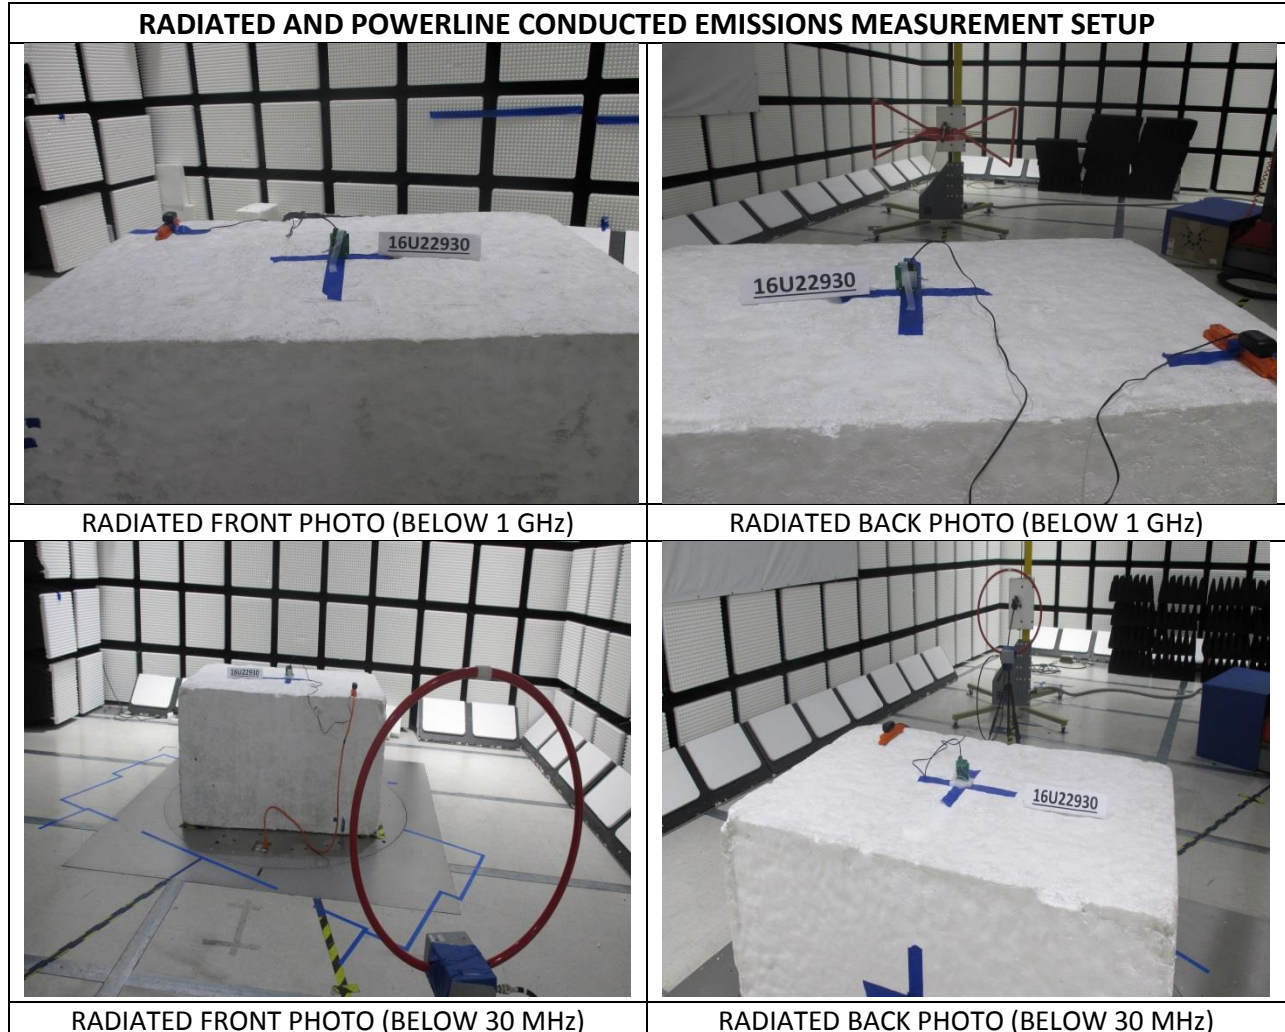 RADIATED AND POWERLINE CONDUCTED EMISSIONS MEASUREMENT SETUP
16U22930
16U22930
RADIATED FRONT PHOTO (BELOW 1 GHz)
RADIATED BACK PHOTO (BELOW 1 GHz)
16U22930
16U22930
RADIATED FRONT PHOTO (BELOW 30 MHz)
RADIATED BACK PHOTO (BELOW 30 MHz)